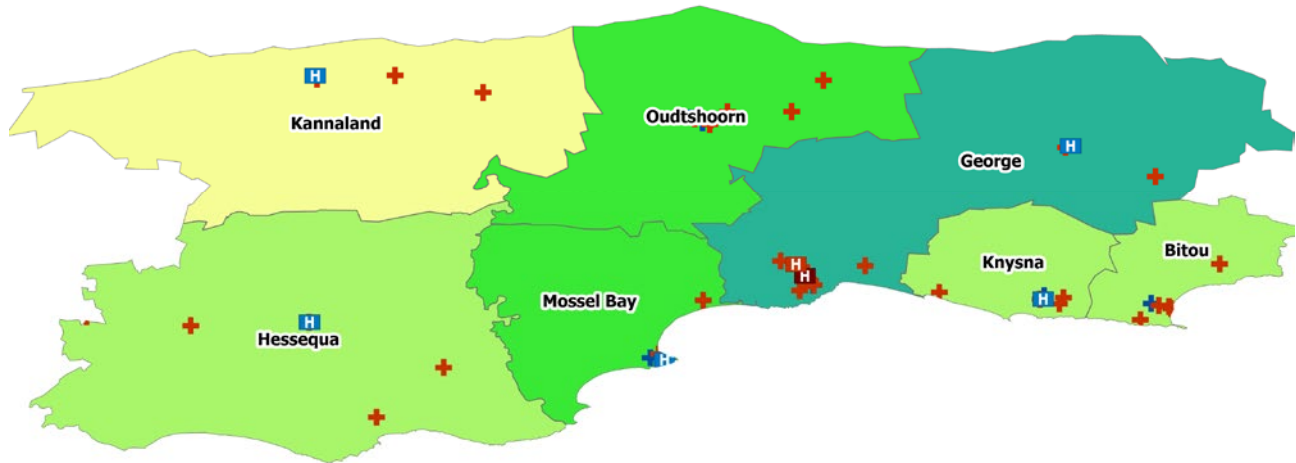 H
Kannaland
Oudtshoorn
H
George
Bitou
Knysna
H
H
Mossel Bay
H
H
Hessequa
H